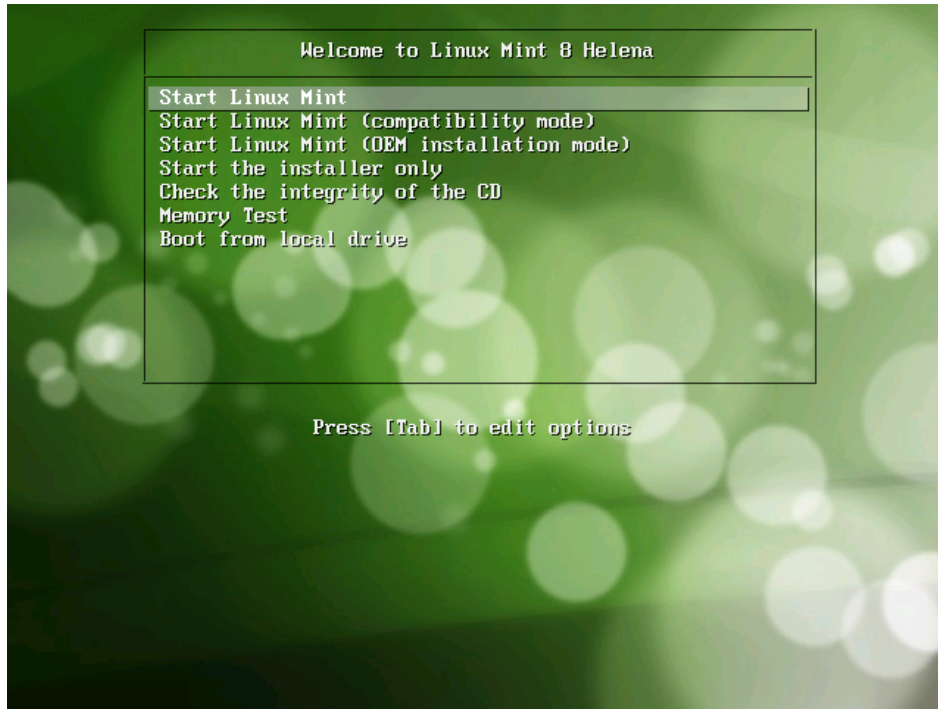 Welcome to Linux Mint 8 Helena
Start Linux Mint
Start Linux Mint (compatibility mode)
Start Linux Mint (OEM installation mode)
Start the installer only
Check the integrity of the CD
Memory Test
Boot from local drive
Press [Tab] to edit options